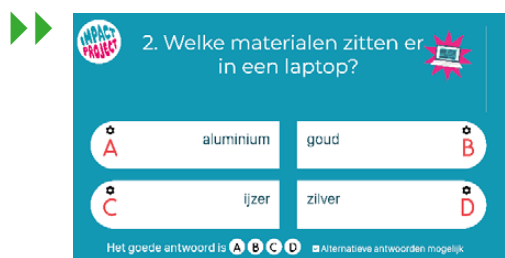 IMPACT
PROJECT
2. Welke materialen zitten er
in een laptop?
A aluminium
goud B
C ijzer
zilver D
Het goede antwoord is A B C D Alternatieve antwoorden mogelijk